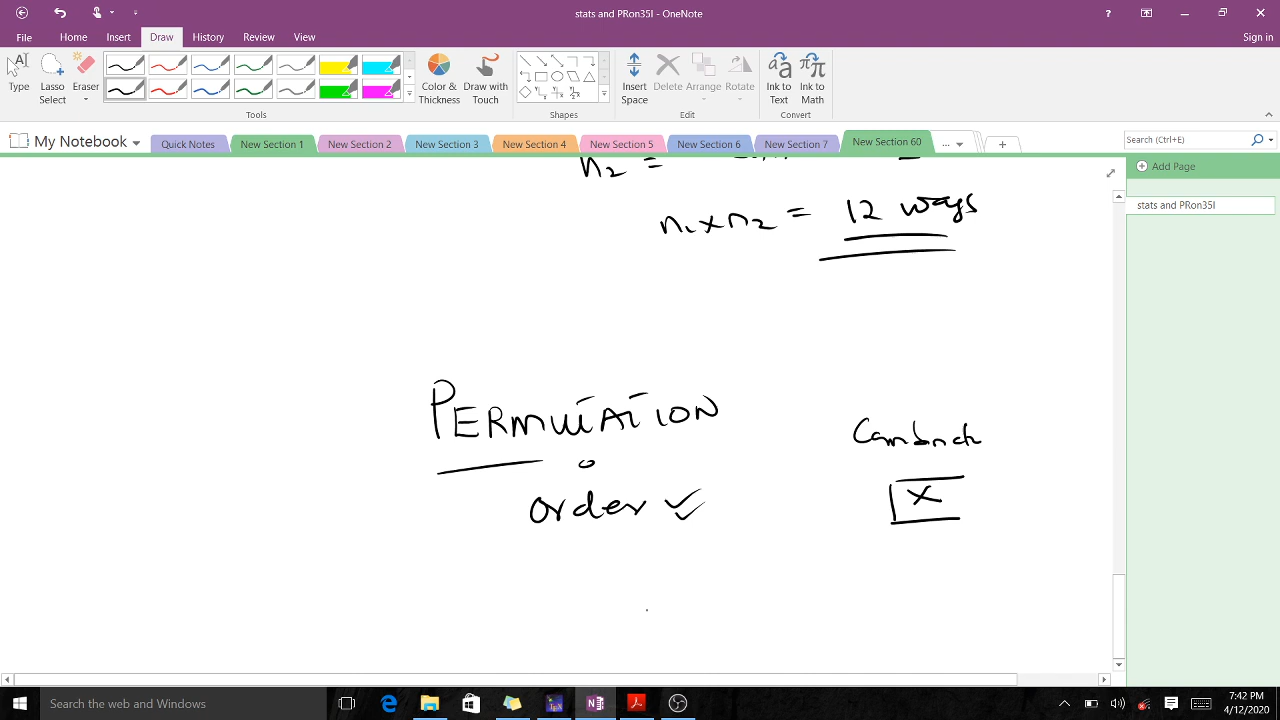 stats and PRon35l - OneNote
Sign in
File Home Insert Draw History Review View
Type
Lasso Select
Eraser
Color & Thickness
Draw with Touch
Insert Space
Delete
Arrange
Rotate
Ink to Text
Ink to Math
Tools
Shapes
Edit
Convert
My Notebook
Quick Notes
New Section 1
New Section 2
New Section 3
New Section 4
New Section 5
New Section 6
New Section 7
New Section 60
...
Search (Ctrl+E)
Add Page
stats and PRon35l
n2 =
n1 x n2 = 12 ways
PERMUTATION
order ✓
X
Search the web and Windows
7:42 PM
4/12/2020